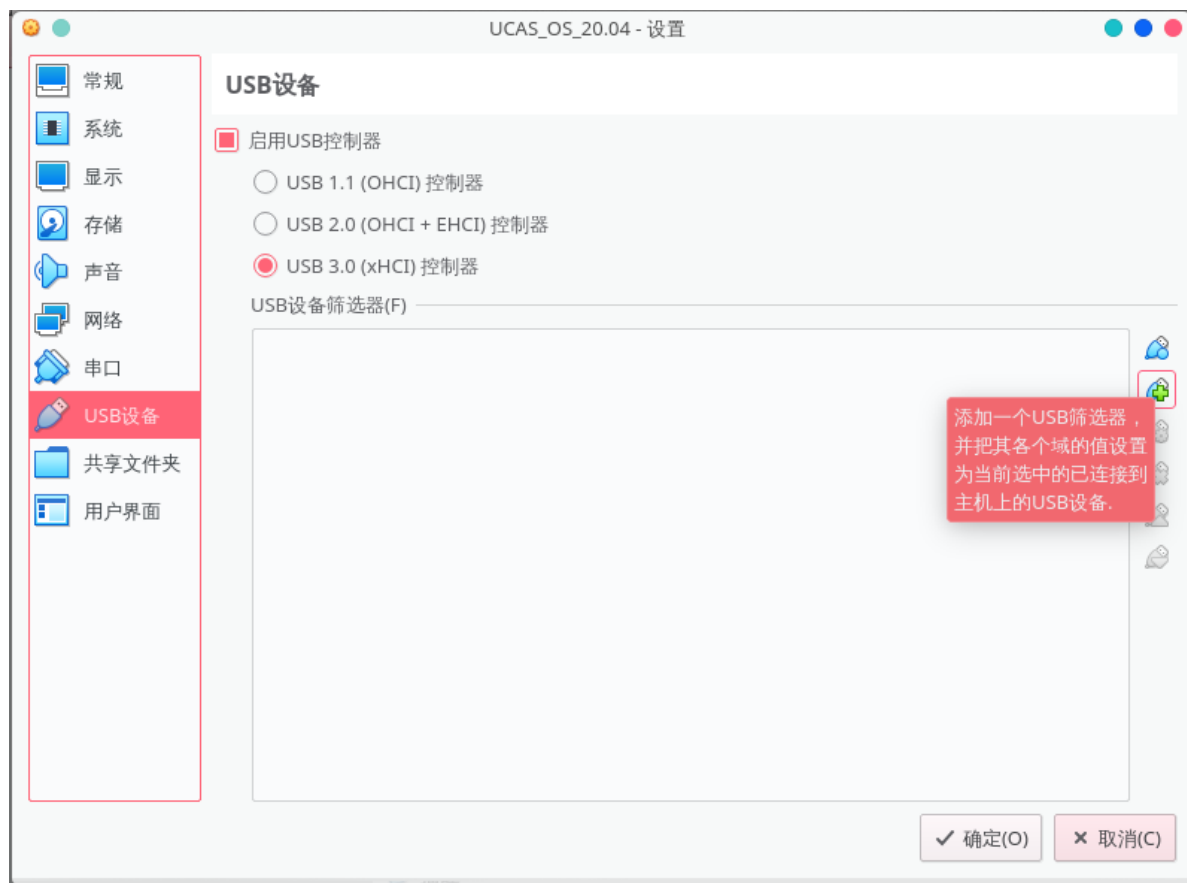 UCAS_OS_20.04 - 设置
常规
系统
显示
存储
声音
网络
串口
USB设备
共享文件夹
用户界面
USB设备
启用USB控制器
USB 1.1 (OHCI) 控制器
USB 2.0 (OHCI + EHCI) 控制器
USB 3.0 (xHCI) 控制器
USB设备筛选器(F)
添加一个USB筛选器，
并把其各个域的值设置
为当前选中的已连接到
主机上的USB设备.
确定(O)
取消(C)